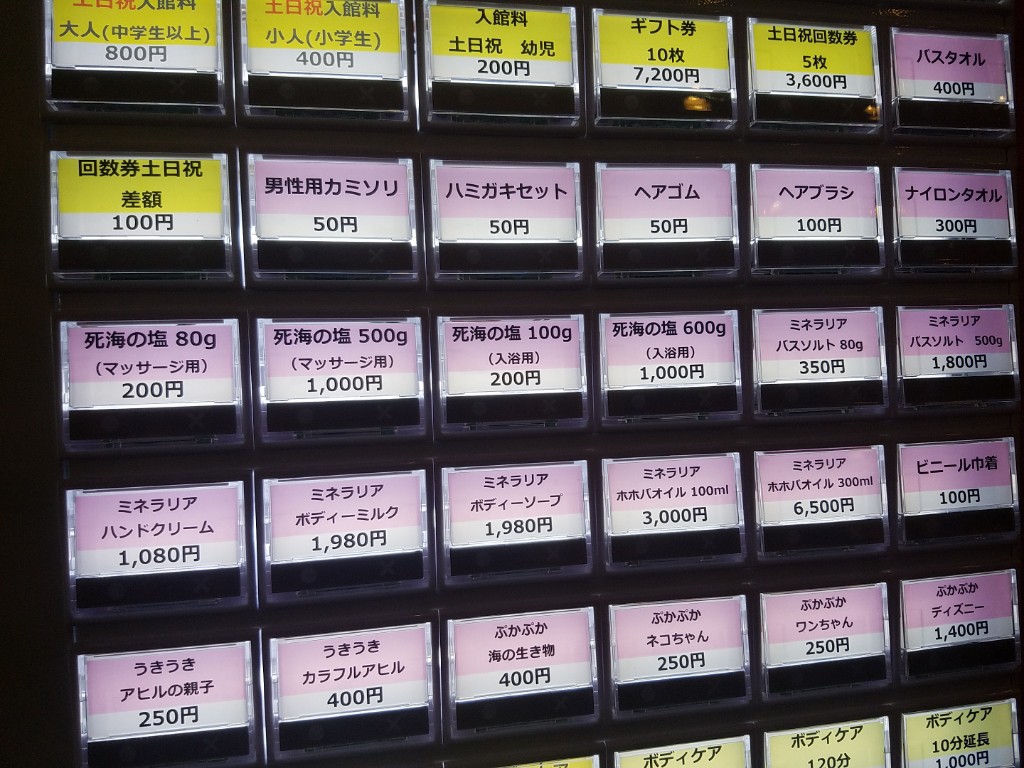 土日祝入館料
大人(中学生以上)
800円
土日祝入館料
小人(小学生)
400円
入館料
土日祝 幼児
200円
ギフト券
10枚
7,200円
土日祝回数券
5枚
3,600円
バスタオル
400円
回数券土日祝
差額
100円
男性用カミソリ
50円
ハミガキセット
50円
ヘアゴム
50円
ヘアブラシ
100円
ナイロンタオル
300円
死海の塩 80g
（マッサージ用）
200円
死海の塩 500g
（マッサージ用）
1,000円
死海の塩 100g
（入浴用）
200円
死海の塩 600g
（入浴用）
1,000円
ミネラリア
バスソルト 80g
350円
ミネラリア
バスソルト 500g
1,800円
ミネラリア
ハンドクリーム
1,080円
ミネラリア
ボディーミルク
1,980円
ミネラリア
ボディーソープ
1,980円
ミネラリア
ホホバオイル 100ml
3,000円
ミネラリア
ホホバオイル 300ml
6,500円
ビニール巾着
100円
うきうき
アヒルの親子
250円
うきうき
カラフルアヒル
400円
ぷかぷか
海の生き物
400円
ぷかぷか
ネコちゃん
250円
ぷかぷか
ワンちゃん
250円
ぷかぷか
ディズニー
1,400円
ボディケア
ボディケア
120分
ボディケア
10分延長
1,000円